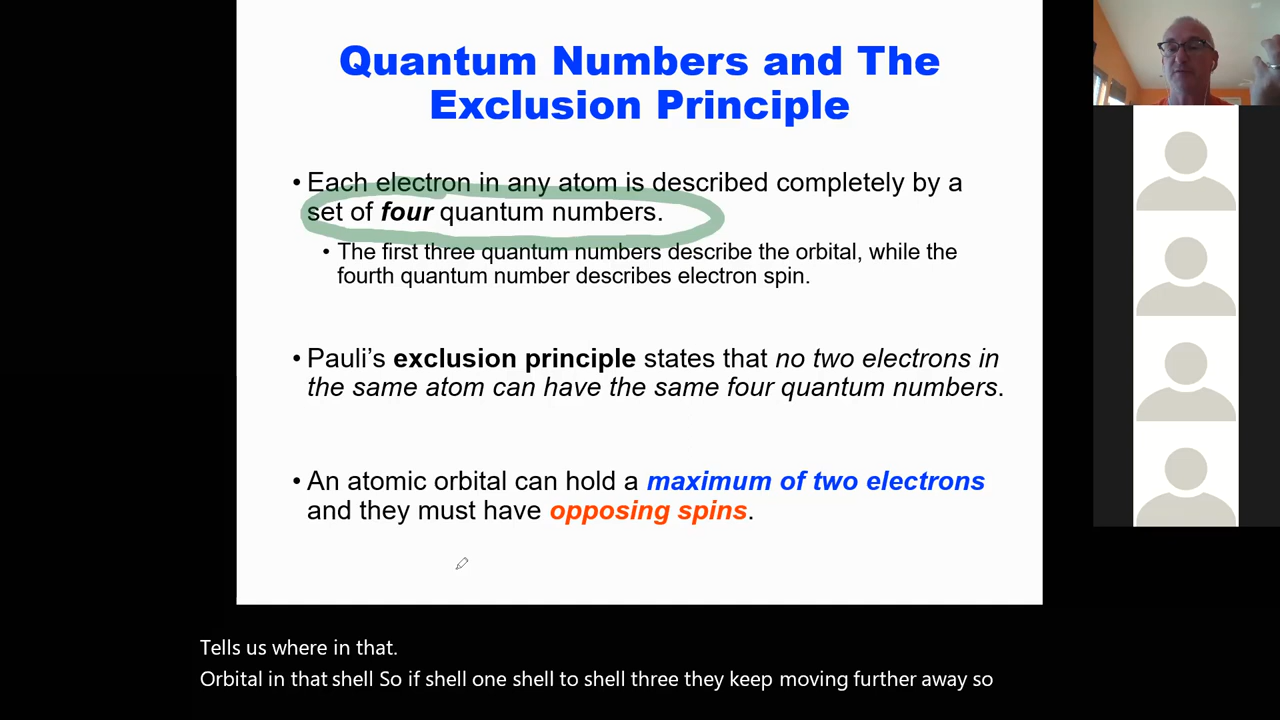 Quantum Numbers and The
Exclusion Principle
• Each electron in any atom is described completely by a
set of four quantum numbers.
• The first three quantum numbers describe the orbital, while the
fourth quantum number describes electron spin.
• Pauli’s exclusion principle states that no two electrons in
the same atom can have the same four quantum numbers.
• An atomic orbital can hold a maximum of two electrons
and they must have opposing spins.
Tells us where in that.
Orbital in that shell So if shell one shell to shell three they keep moving further away so